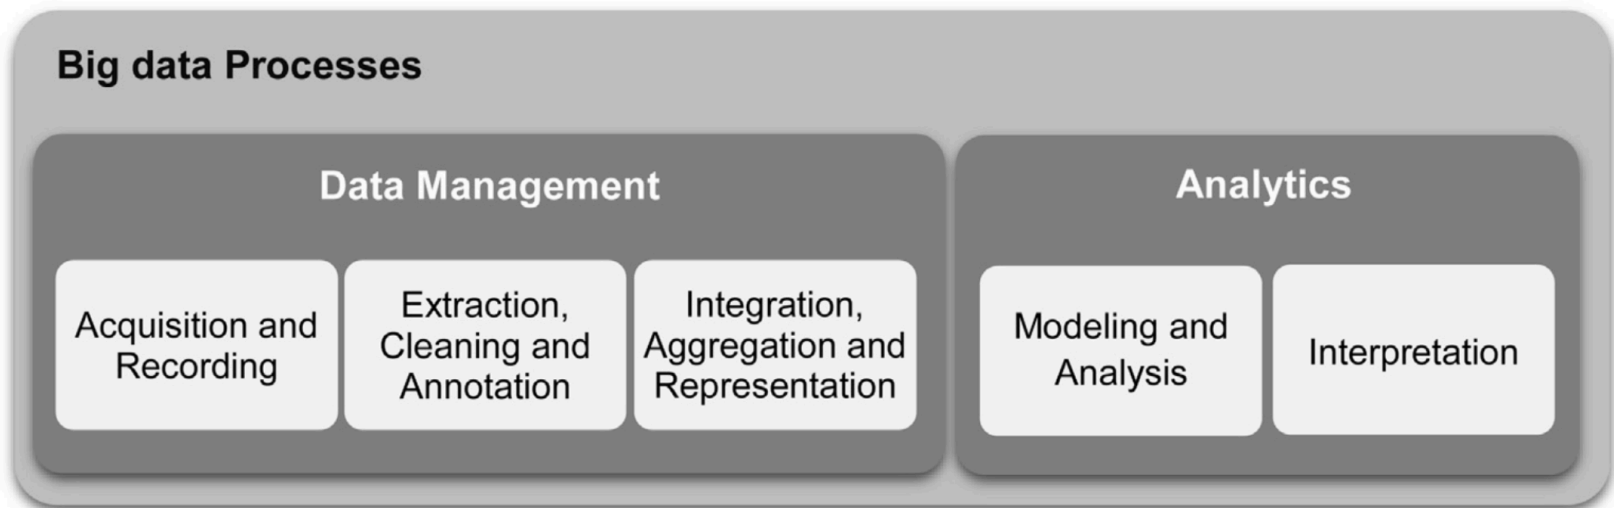 Big data Processes
Data Management
Acquisition and
Recording
Extraction,
Cleaning and
Annotation
Integration,
Aggregation and
Representation
Analytics
Modeling and
Analysis
Interpretation